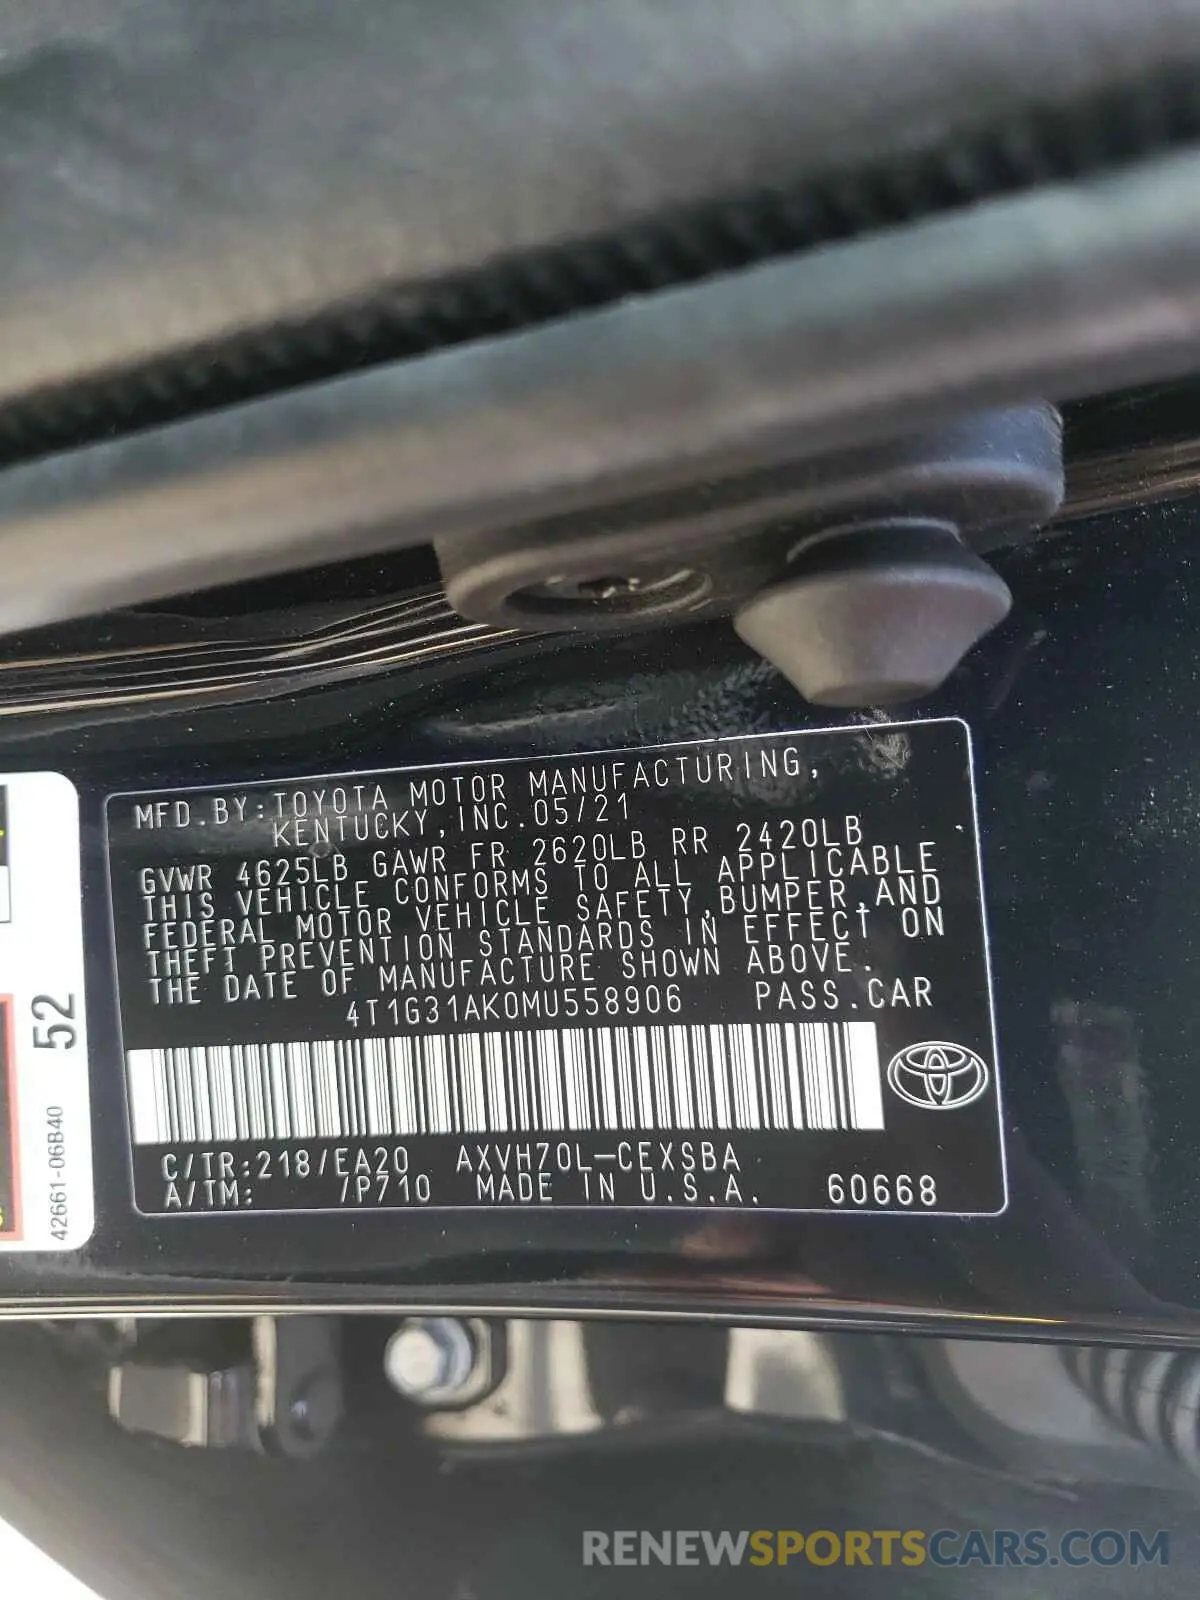 MFD.BY:TOYOTA MOTOR MANUFACTURING,
KENTUCKY,INC.05/21
GVWR 4625LB GAWR FR 2620LB RR 2420LB
THIS VEHICLE CONFORMS TO ALL APPLICABLE
FEDERAL MOTOR VEHICLE SAFETY,BUMPER,AND
THEFT PREVENTION STANDARDS IN EFFECT ON
THE DATE OF MANUFACTURE SHOWN ABOVE.
4T1G31AK0MU558906 PASS.CAR
C/TR:218/EA20 AXVH70L-CEXSBA
A/TM: /P710 MADE IN U.S.A. 60668
52
42661-06B40
RENEWSPORTSCARS.COM